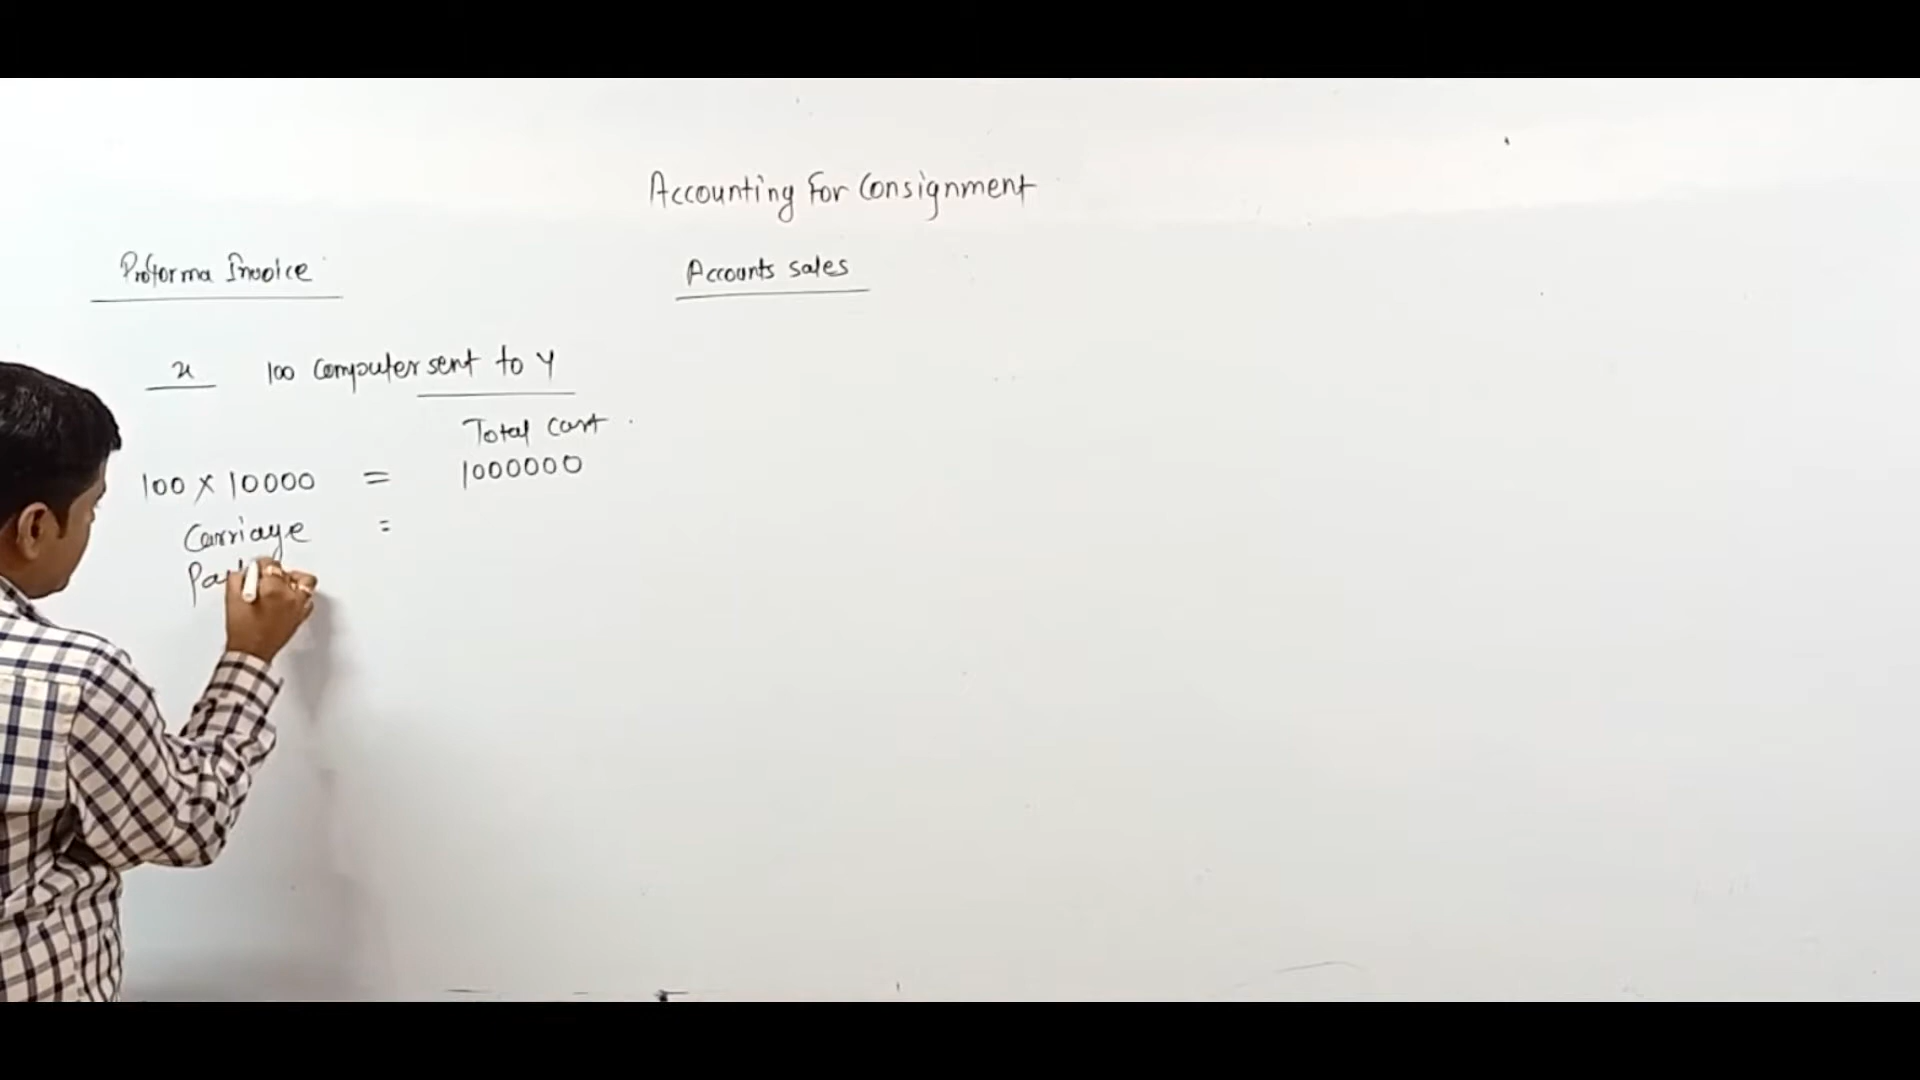 Accounting For Consignment
Proforma Invoice
Accounts sales
x 100 Computer sent to Y
Total Cost
100 x 10000 = 1000000
Carriage =